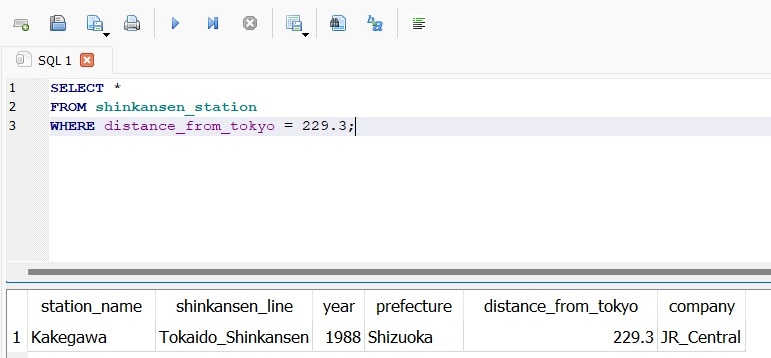 SQL 1
1 SELECT *
2 FROM shinkansen_station
3 WHERE distance_from_tokyo = 229.3;
station_name shinkansen_line year prefecture distance_from_tokyo company
1 Kakegawa Tokaido_Shinkansen 1988 Shizuoka 229.3 JR_Central